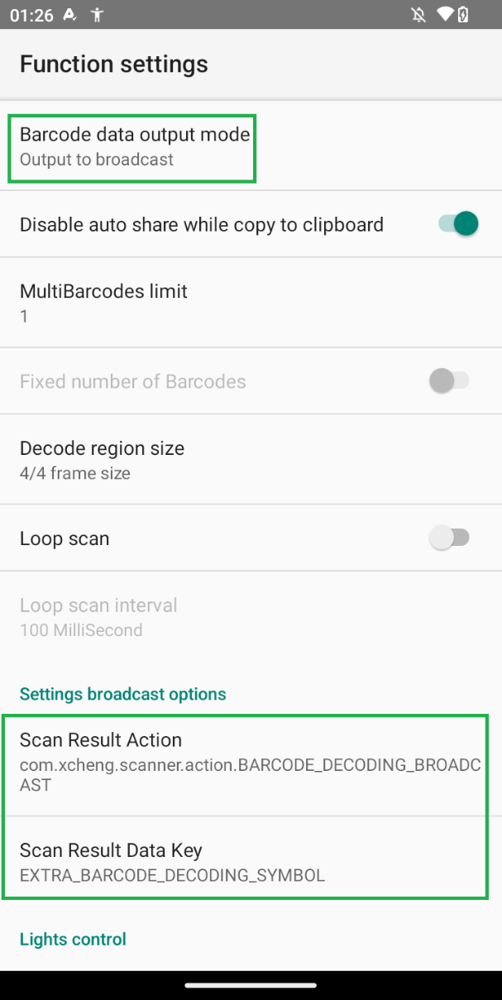 01:26
Function settings
Barcode data output mode
Output to broadcast
Disable auto share while copy to clipboard
MultiBarcodes limit
1
Fixed number of Barcodes
Decode region size
4/4 frame size
Loop scan
Loop scan interval
100 MilliSecond
Settings broadcast options
Scan Result Action
com.xcheng.scanner.action.BARCODE_DECODING_BROADC
AST
Scan Result Data Key
EXTRA_BARCODE_DECODING_SYMBOL
Lights control